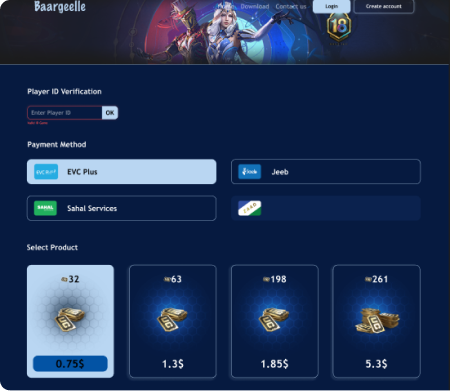 Baargeelle
Download Contact us
Login
Create account
18
Player ID Verification
Enter Player ID
OK
Payment Method
EVC Plus
Jeeb
SAHAL
Sahal Services
Select Product
32
63
198
261
0.75$
1.3$
1.85$
5.3$